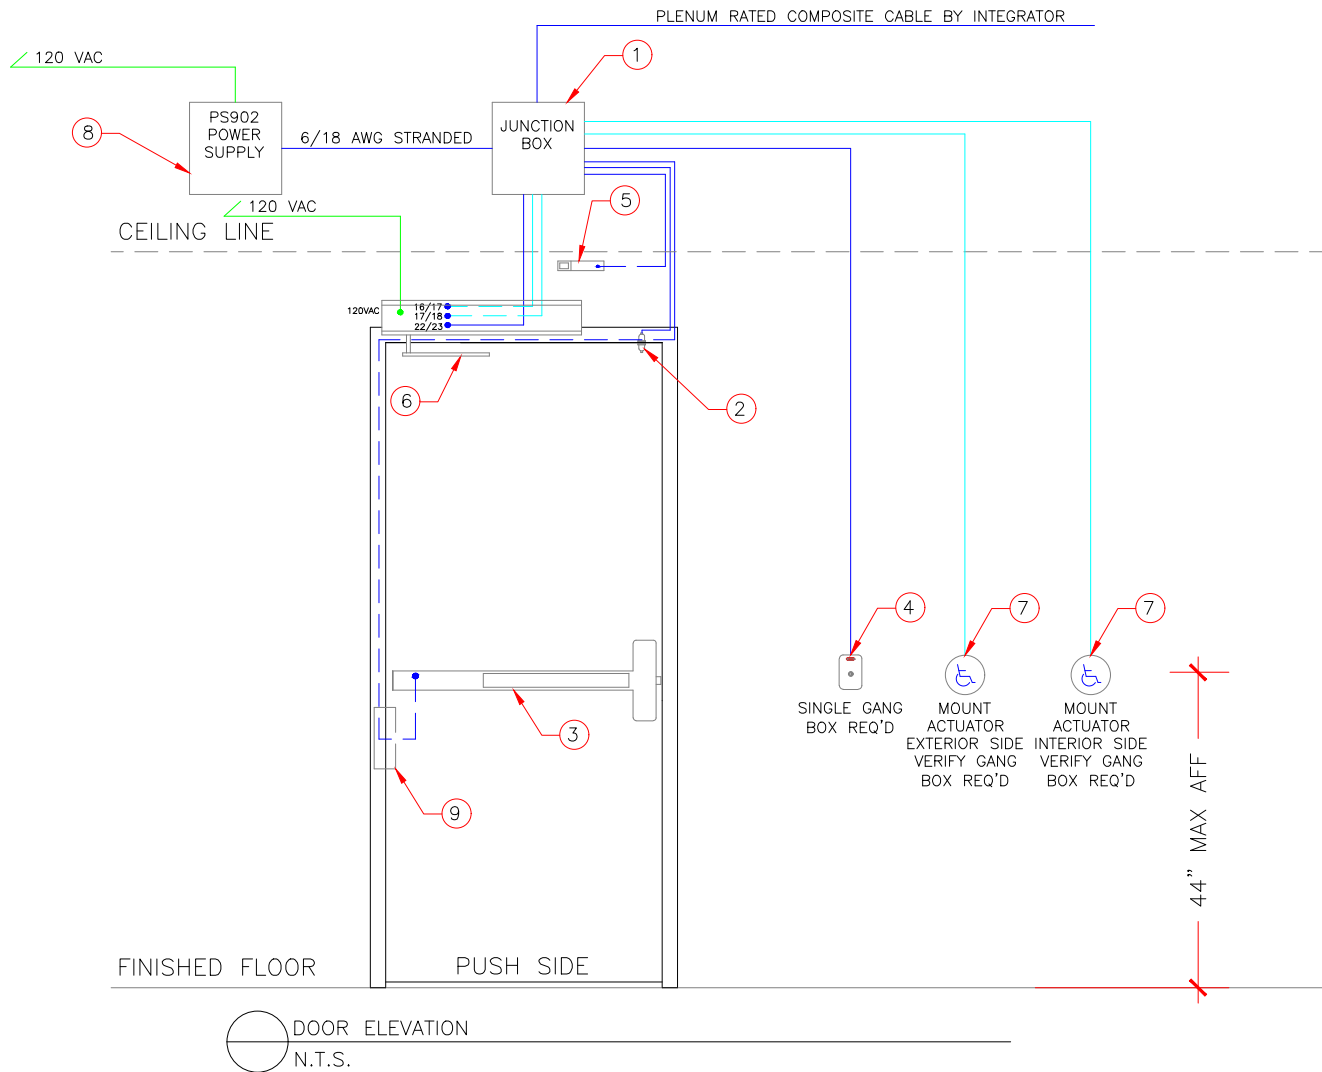 PLENUM RATED COMPOSITE CABLE BY INTEGRATOR
120 VAC
1
PS902
POWER
SUPPLY
8
6/18 AWG STRANDED
JUNCTION
BOX
120 VAC
5
CEILING LINE
120VAC
16/17
17/18
22/23
6
2
4
7
7
SINGLE GANG
BOX REQ'D
MOUNT
ACTUATOR
EXTERIOR SIDE
VERIFY GANG
BOX REQ'D
MOUNT
ACTUATOR
INTERIOR SIDE
VERIFY GANG
BOX REQ'D
3
9
44" MAX AFF
FINISHED FLOOR
PUSH SIDE
DOOR ELEVATION
N.T.S.